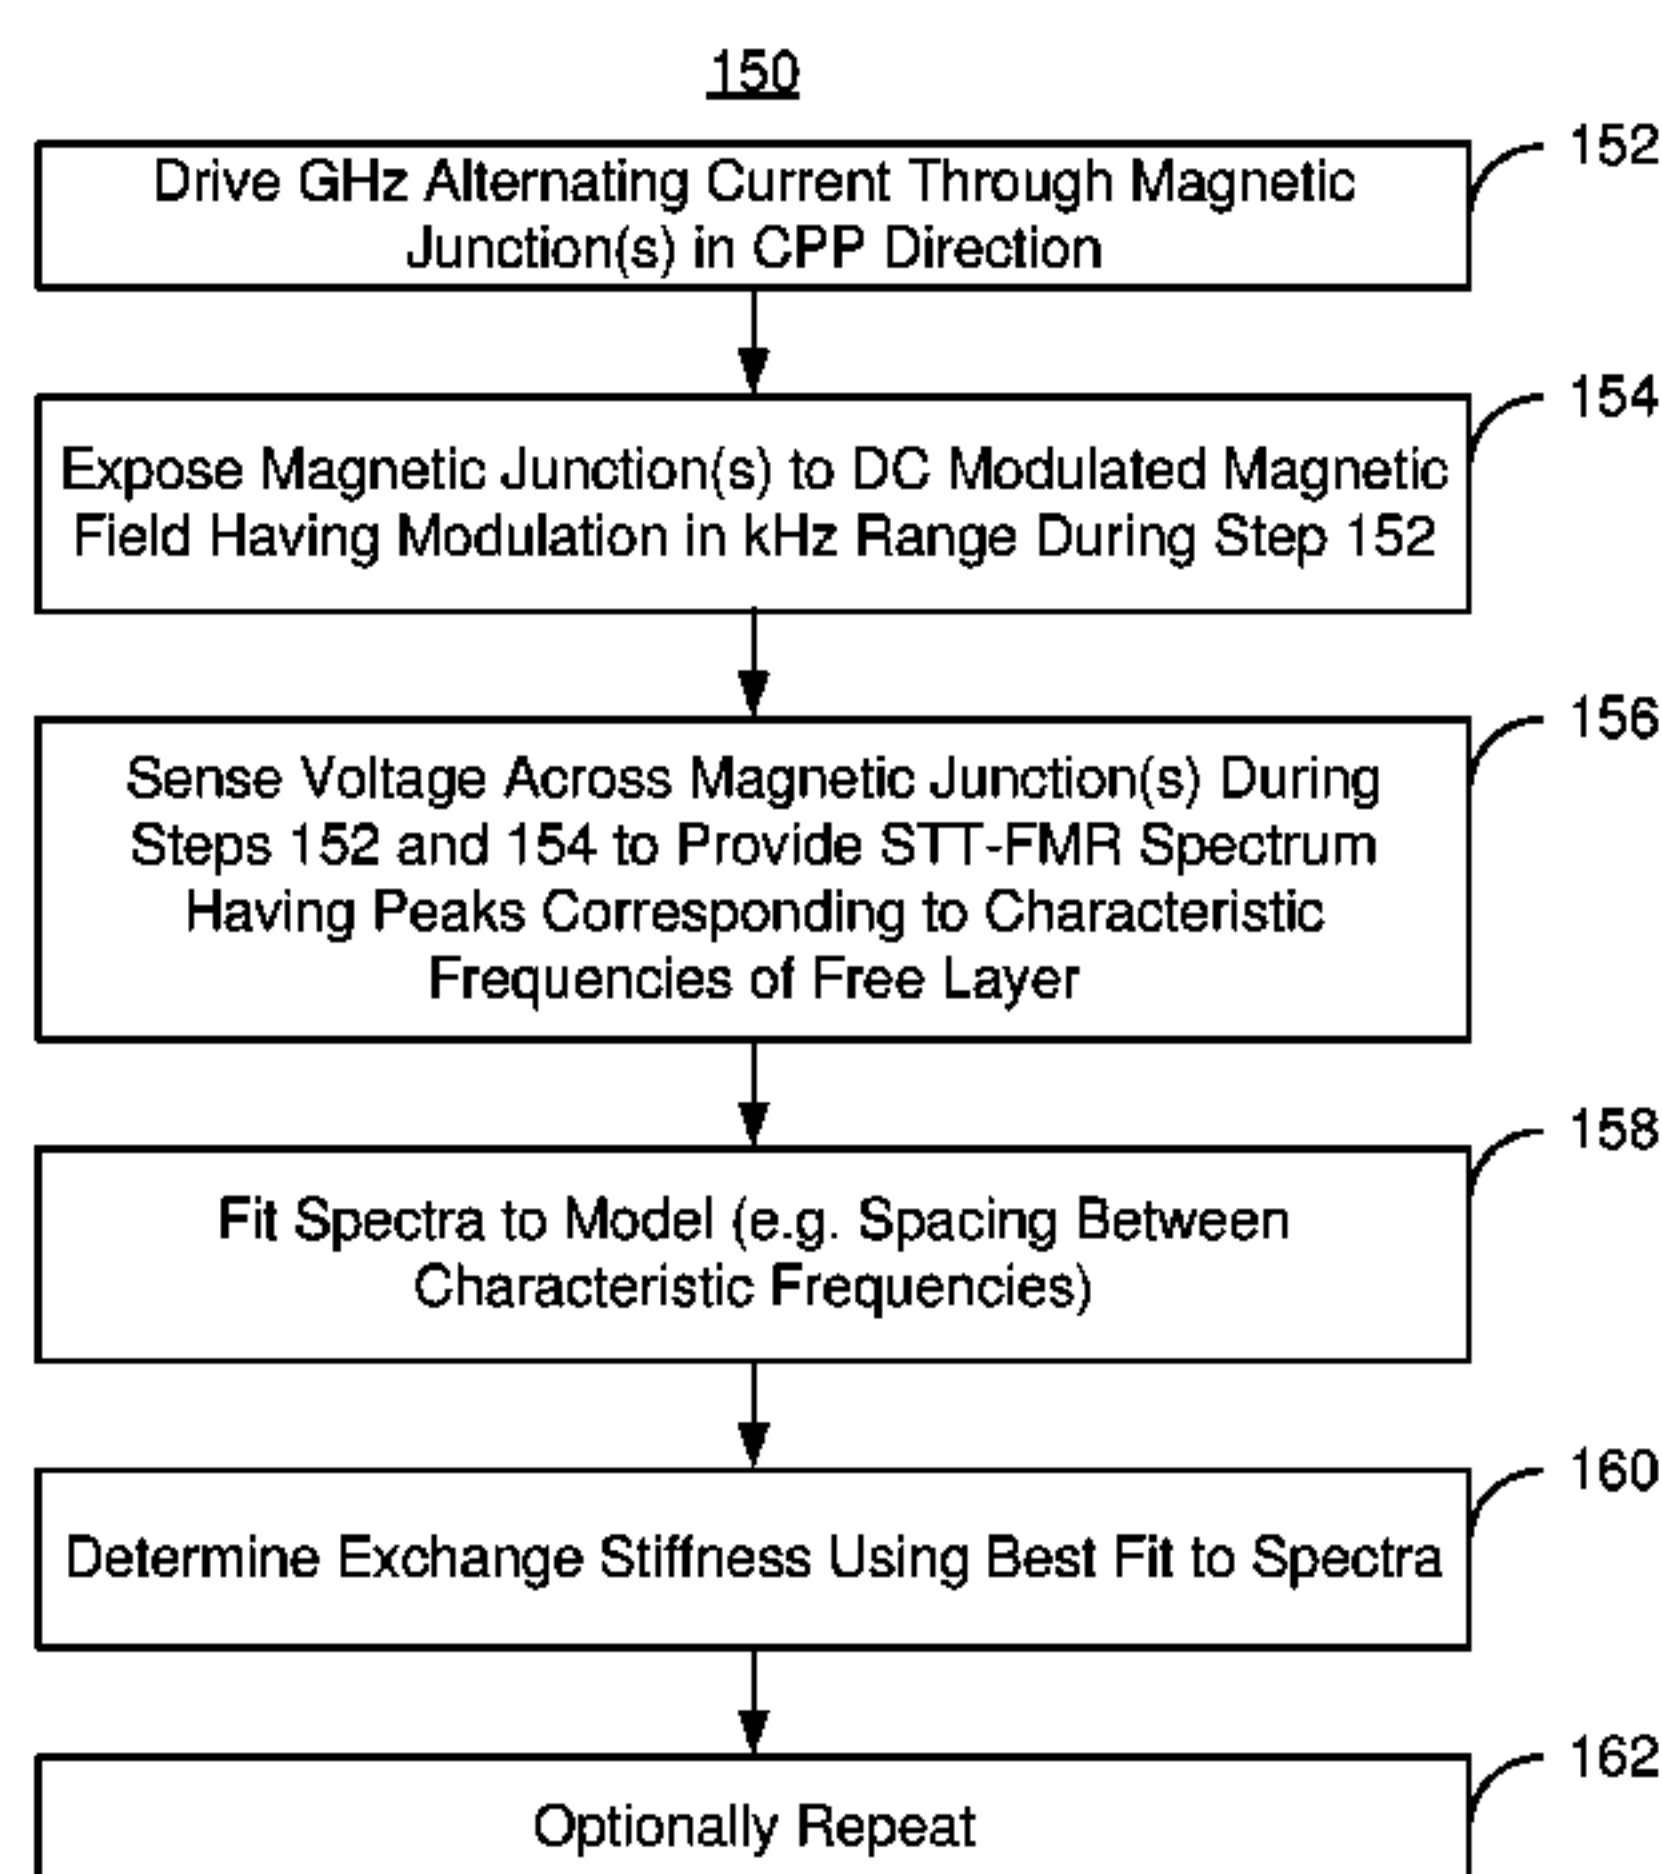 150
152
Drive GHz Alternating Current Through Magnetic
Junction(s) in CPP Direction
154
Expose Magnetic Junction(s) to DC Modulated Magnetic
Field Having Modulation in kHz Range During Step 152
156
Sense Voltage Across Magnetic Junction(s) During
Steps 152 and 154 to Provide STT-FMR Spectrum
Having Peaks Corresponding to Characteristic
Frequencies of Free Layer
158
Fit Spectra to Model (e.g. Spacing Between
Characteristic Frequencies)
160
Determine Exchange Stiffness Using Best Fit to Spectra
162
Optionally Repeat